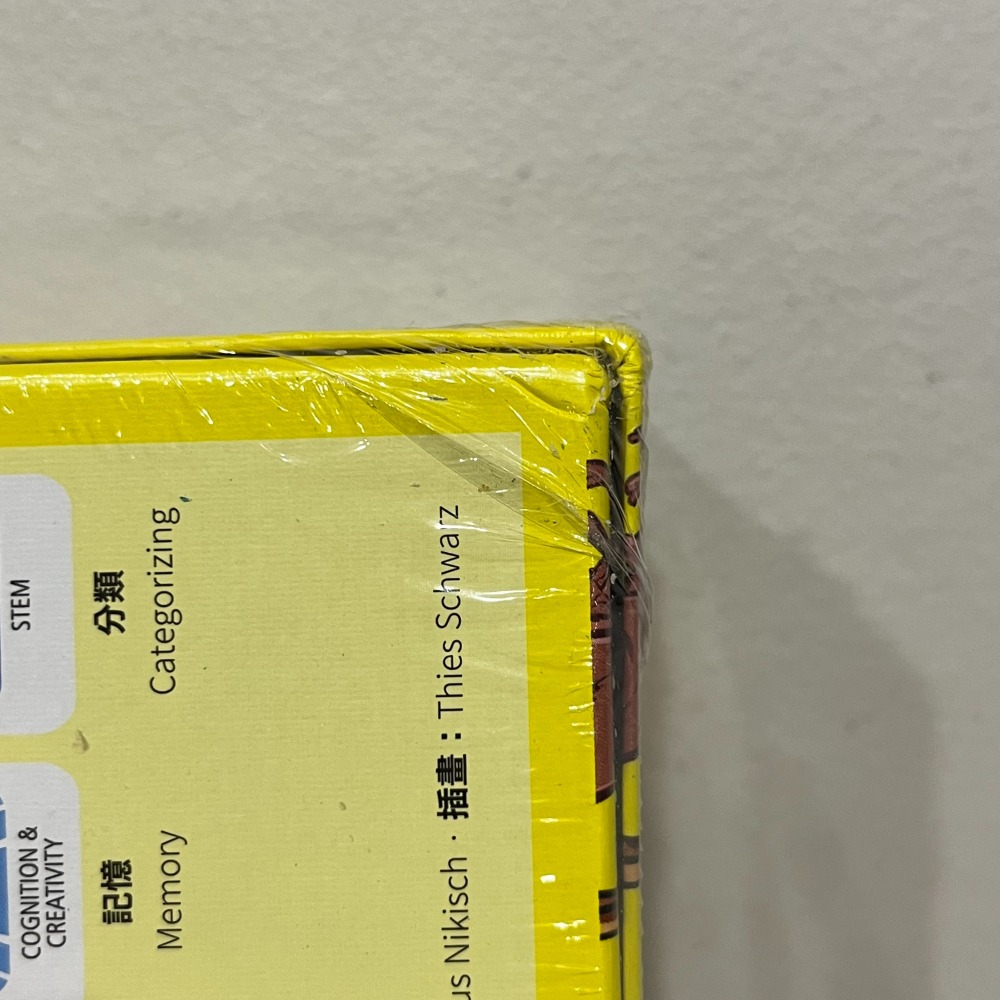 COGNITION &
CREATIVITY
STEM
記憶
分類
Memory
Categorizing
us Nikisch · 插畫：Thies Schwarz